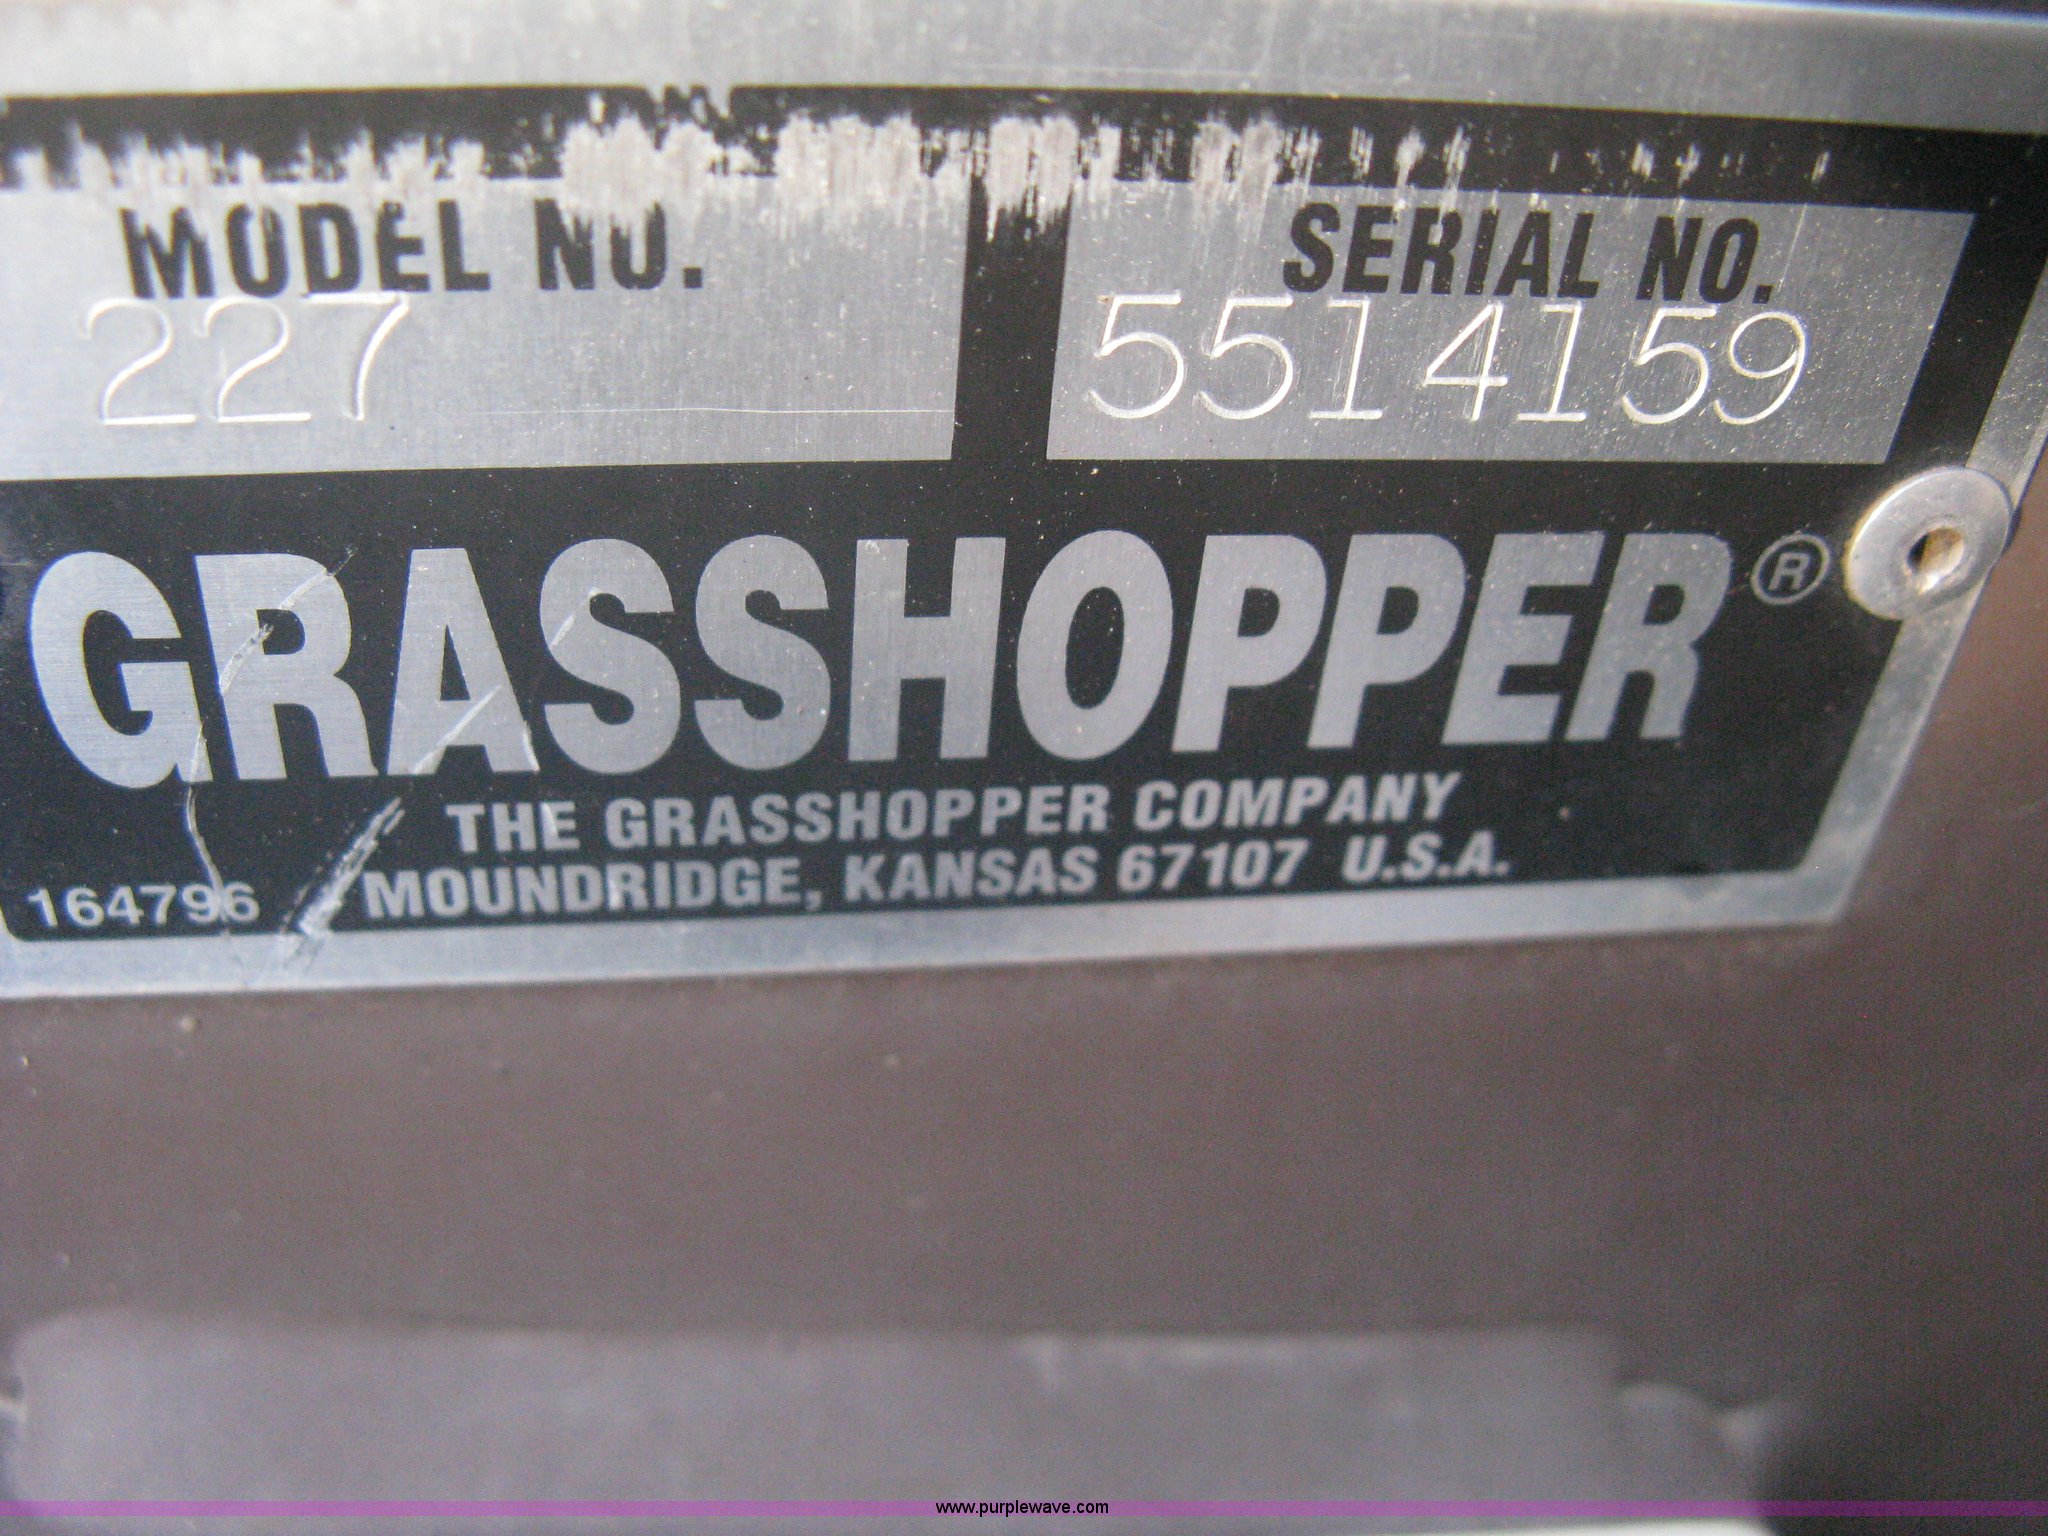 MODEL NO. SERIAL NO.
227 5514159
GRASSHOPPER®
THE GRASSHOPPER COMPANY
MOUNDRIDGE, KANSAS 67107 U.S.A.
164796
www.purplewave.com